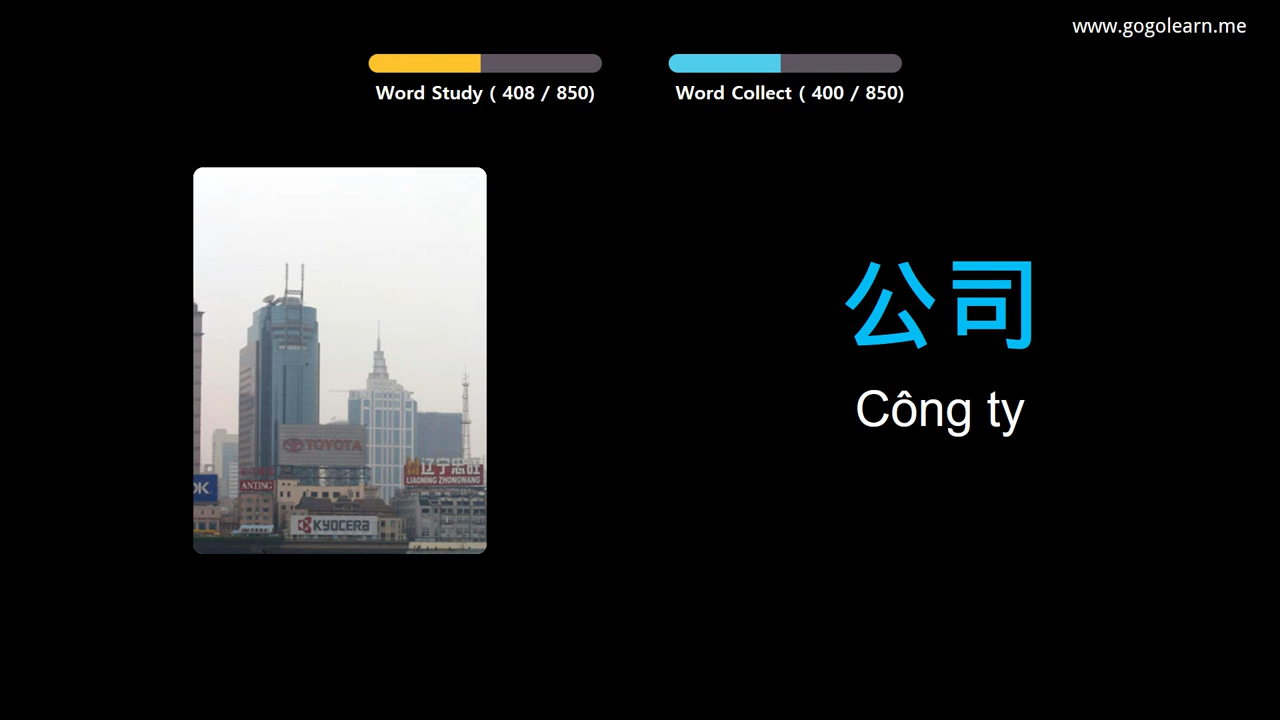 www.gogolearn.me
Word Study ( 408 / 850)
Word Collect ( 400 / 850)
公司
Công ty
TOYOTA
辽宁忠旺
LIAONING ZHONGWANG
OK
ANTING
KYOCERA